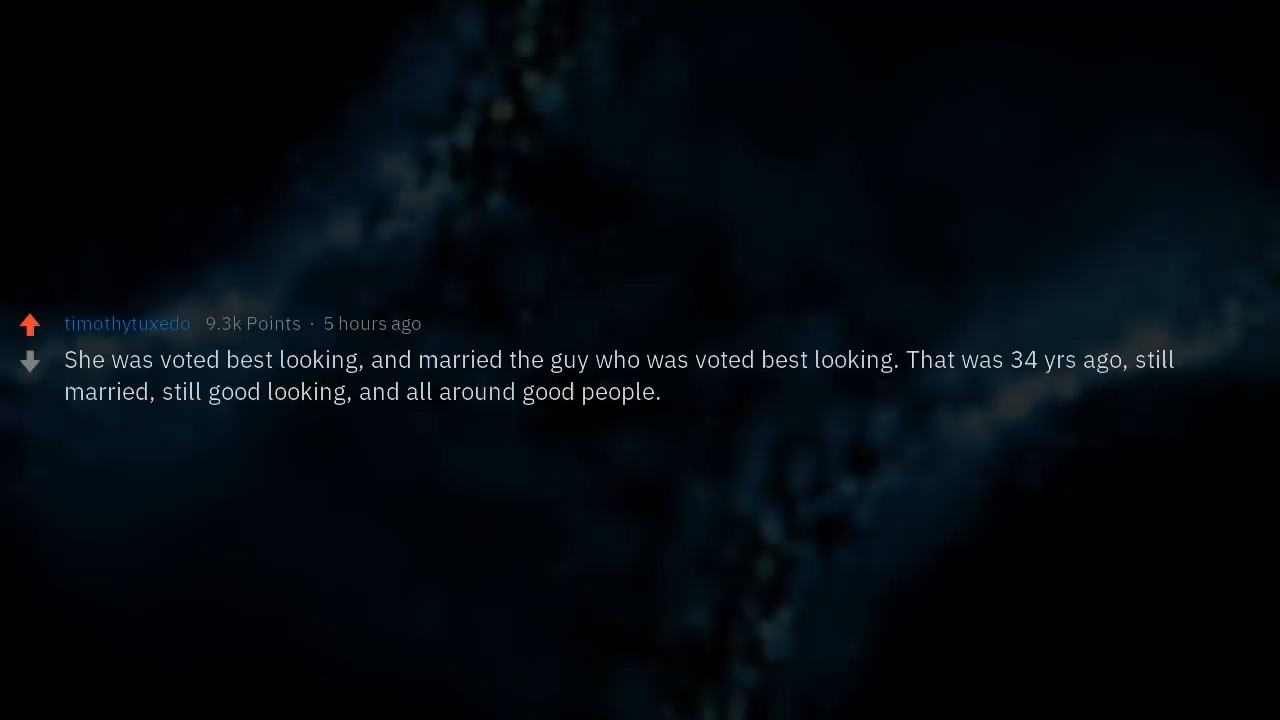 timothytuxedo 9.3k Points · 5 hours ago
She was voted best looking, and married the guy who was voted best looking. That was 34 yrs ago, still
married, still good looking, and all around good people.